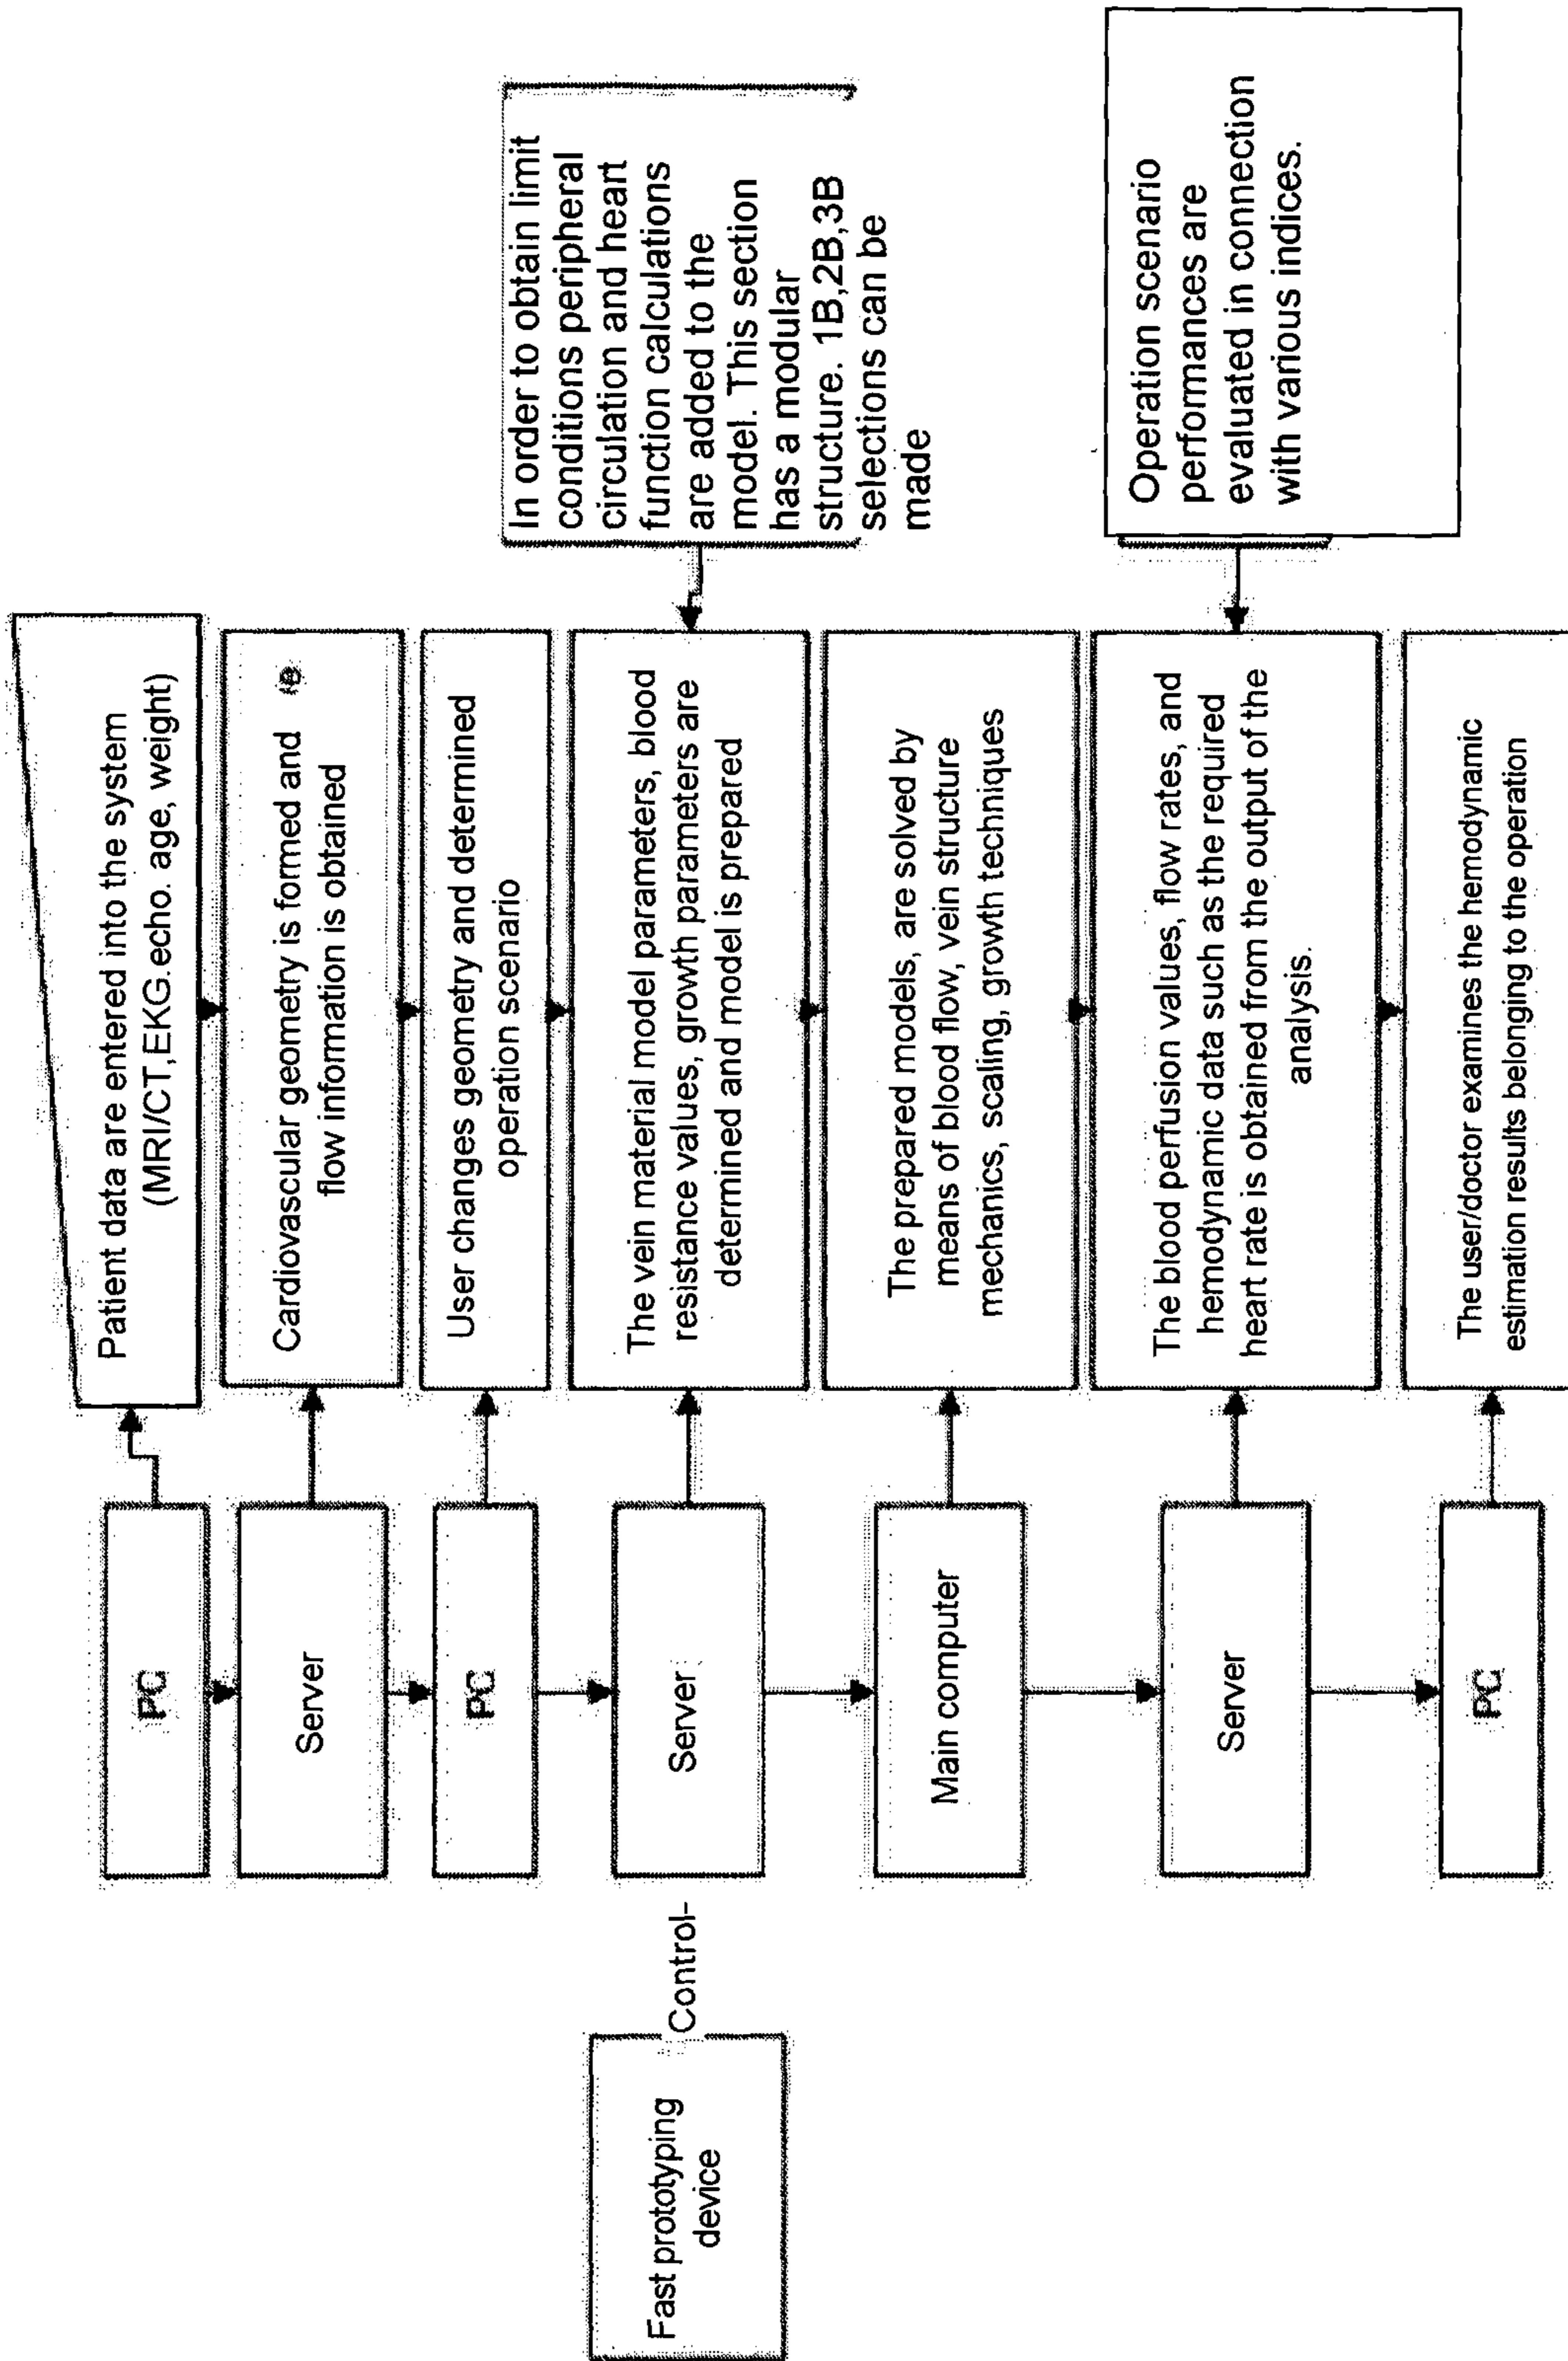 Patient data are entered into the system
(MRI/CT,EKG.echo. age, weight)
Cardiovascular geometry is formed and
flow information is obtained
User changes geometry and determined
operation scenario
The vein material model parameters, blood
resistance values, growth parameters are
determined and model is prepared
The prepared models, are solved by
means of blood flow, vein structure
mechanics, scaling, growth techniques
The blood perfusion values, flow rates, and
hemodynamic data such as the required
heart rate is obtained from the output of the
analysis.
The user/doctor examines the hemodynamic
estimation results belonging to the operation
In order to obtain limit
conditions peripheral
circulation and heart
function calculations
are added to the
model. This section
has a modular
structure. 1B,2B,3B
selections can be
made
Operation scenario
performances are
evaluated in connection
with various indices.
PC
Server
PC
Server
Main computer
Server
PC
Control-
Fast prototyping
device